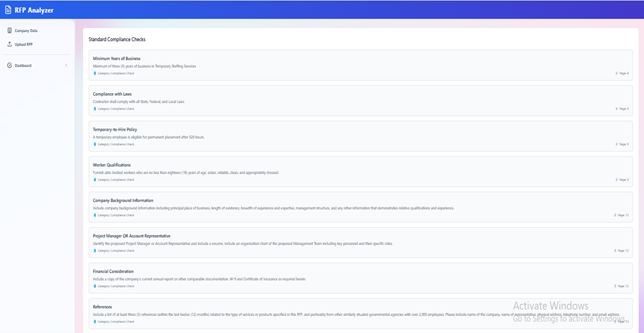 RFP Analyzer
Company Data
Upload RFP
Dashboard
Standard Compliance Checks
Minimum Years of Business
Minimum of three (3) years of business in Temporary Staffing Services.
Category: Compliance Check
Page 8
Compliance with Laws
Contractor shall comply with all State, Federal, and Local Laws.
Category: Compliance Check
Page 9
Temporary-to-Hire Policy
A temporary employee is eligible for permanent placement after 520 hours.
Category: Compliance Check
Page 9
Worker Qualifications
Furnish able-bodied workers who are no less than eighteen (18) years of age, sober, reliable, clean, and appropriately dressed.
Category: Compliance Check
Page 9
Company Background Information
Include company background information including principal place of business, length of existence, breadth of experience and expertise, management structure, and any other information that demonstrates relative qualifications and experience.
Category: Compliance Check
Page 12
Project Manager OR Account Representative
Identify the proposed Project Manager or Account Representative and include a resume. Include an organization chart of the proposed Management Team including key personnel and their specific roles.
Category: Compliance Check
Page 12
Financial Consideration
Include a copy of the company's current annual report or other comparable documentation. W-9 and Certificate of Insurance as required herein.
Category: Compliance Check
Page 12
References
Include a list of at least three (3) references (within the last twelve (12) months) related to the type of services or products specified in this RFP, and preferably from other similarly situated governmental agencies with over 2,000 employees. Please include name of the company, name of representative, physical address, telephone number, and email address.
Category: Compliance Check
Page 12
Activate Windows
Go to Settings to activate Windows.